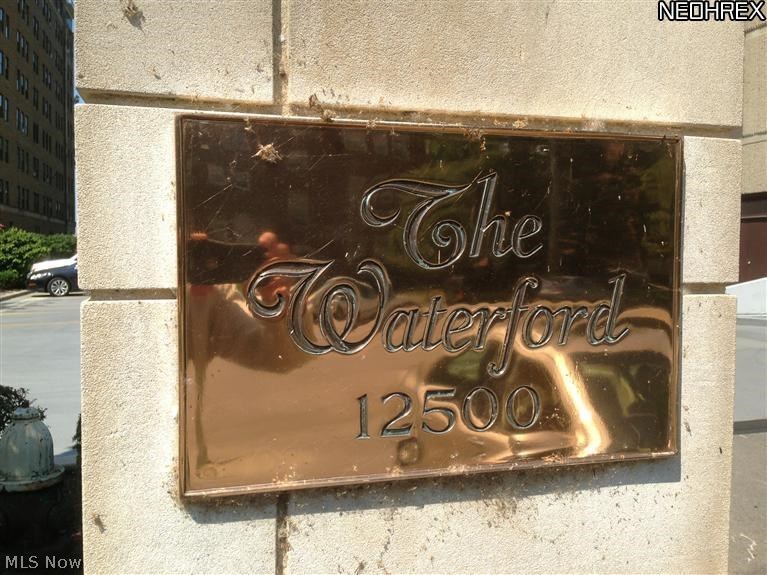 NEOHREX
The
Waterford
12500
MLS Now